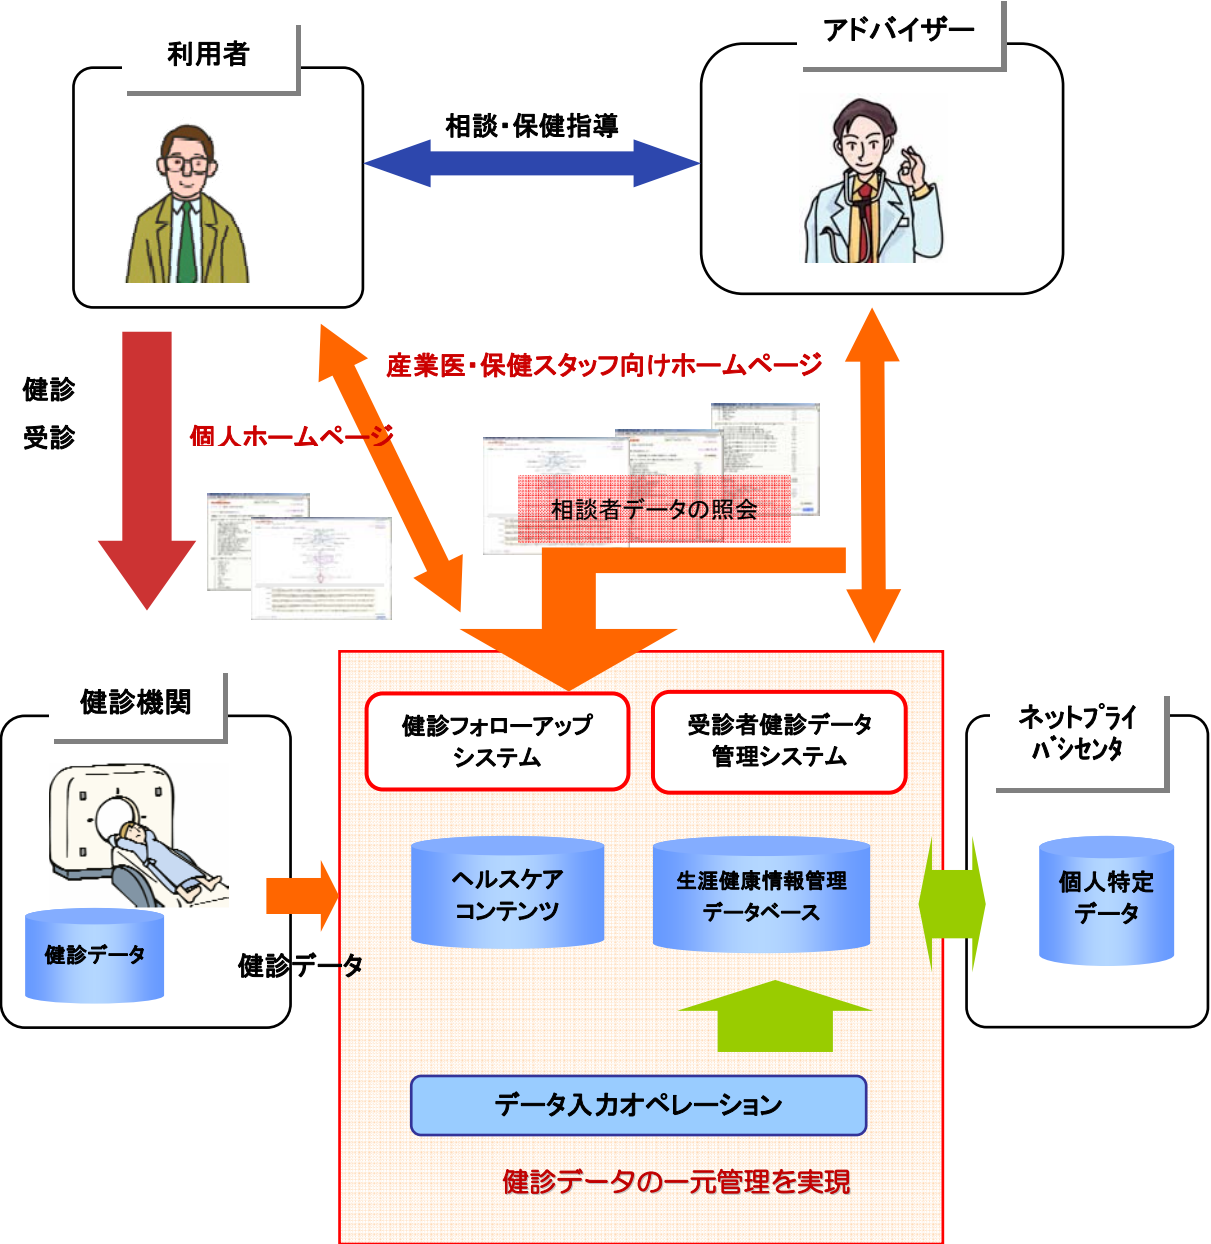 利用者
アドバイザー
相談・保健指導
産業医・保健スタッフ向けホームページ
健診
受診
個人ホームページ
相談者データの照会
健診機関
健診フォローアップ
システム
受診者健診データ
管理システム
ネットプライ
バシセンタ
ヘルスケア
コンテンツ
生涯健康情報管理
データベース
個人特定
データ
健診データ
健診データ
データ入力オペレーション
健診データの一元管理を実現